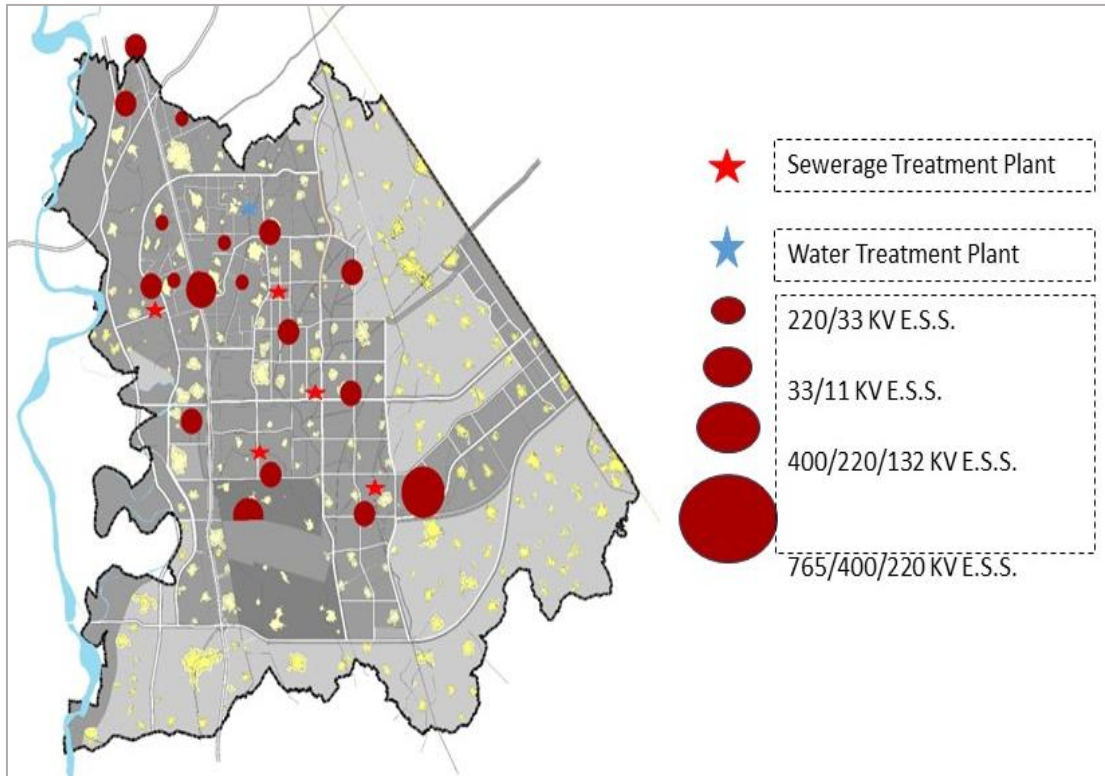 Sewerage Treatment Plant
Water Treatment Plant
220/33 KV E.S.S.
33/11 KV E.S.S.
400/220/132 KV E.S.S.
765/400/220 KV E.S.S.